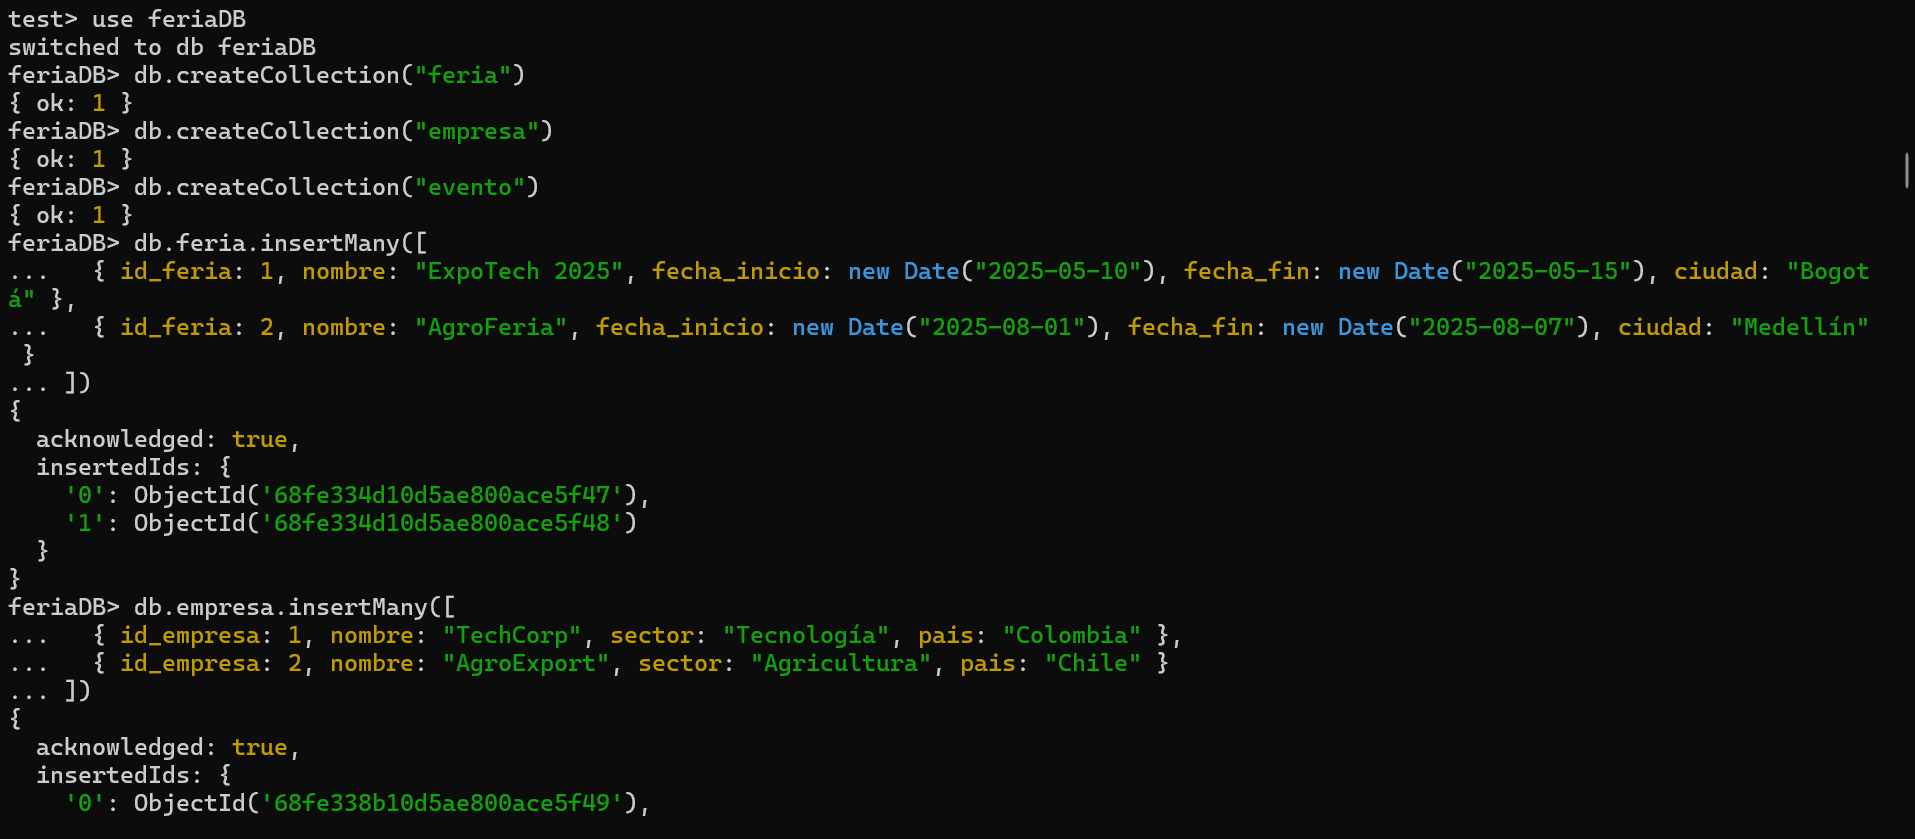 test> use feriaDB
switched to db feriaDB
feriaDB> db.createCollection("feria")
{ ok: 1 }
feriaDB> db.createCollection("empresa")
{ ok: 1 }
feriaDB> db.createCollection("evento")
{ ok: 1 }
feriaDB> db.feria.insertMany([
...   { id_feria: 1, nombre: "ExpoTech 2025", fecha_inicio: new Date("2025-05-10"), fecha_fin: new Date("2025-05-15"), ciudad: "Bogot
á" },
...   { id_feria: 2, nombre: "AgroFeria", fecha_inicio: new Date("2025-08-01"), fecha_fin: new Date("2025-08-07"), ciudad: "Medellín"
 }
... ])
{
  acknowledged: true,
  insertedIds: {
    '0': ObjectId('68fe334d10d5ae800ace5f47'),
    '1': ObjectId('68fe334d10d5ae800ace5f48')
  }
}
feriaDB> db.empresa.insertMany([
...   { id_empresa: 1, nombre: "TechCorp", sector: "Tecnología", pais: "Colombia" },
...   { id_empresa: 2, nombre: "AgroExport", sector: "Agricultura", pais: "Chile" }
... ])
{
  acknowledged: true,
  insertedIds: {
    '0': ObjectId('68fe338b10d5ae800ace5f49'),